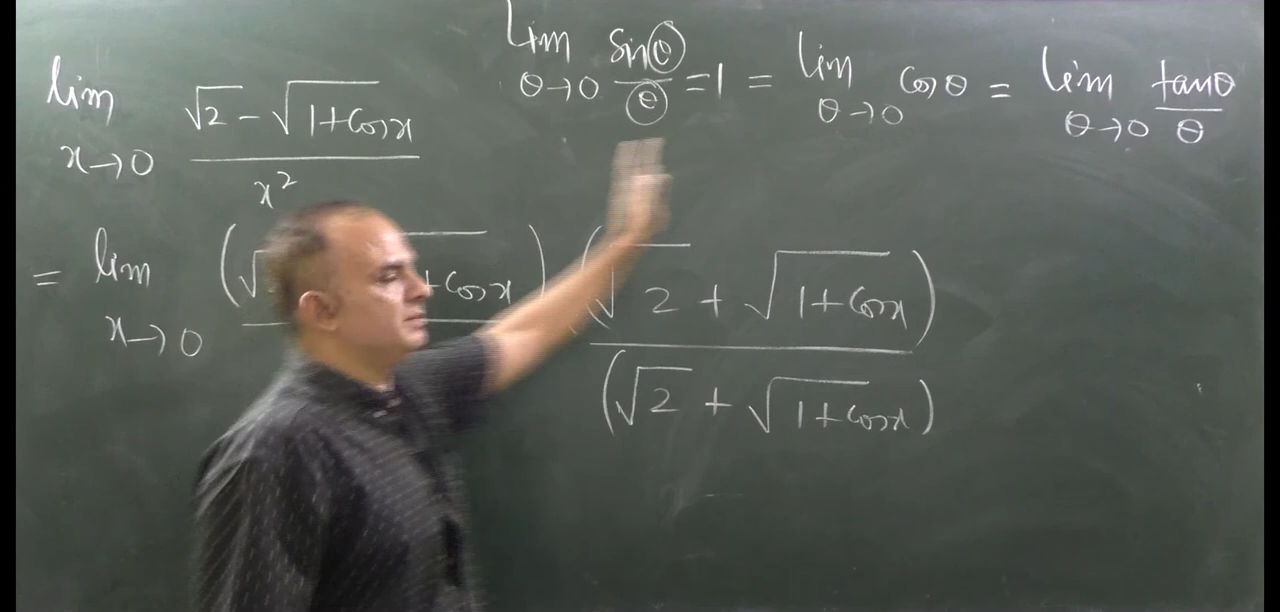 lim x→0 √2 - √1+Cosx / x²
Lim θ→0 Sinθ / θ = 1 = lim θ→0 Cosθ = Lim θ→0 tanθ / θ
= lim x→0 (√ +Cosx) (√2 + √1+Cosx)
(√2 + √1+Cosx)